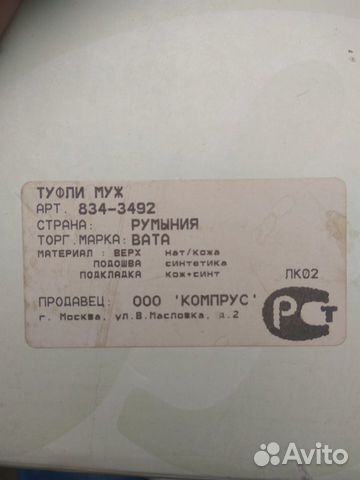 ТУФЛИ МУЖ
АРТ. 834-3492
СТРАНА: РУМЫНИЯ
ТОРГ.МАРКА: BATA
МАТЕРИАЛ : ВЕРХ нат/кожа
ПОДОШВА синтетика
ПОДКЛАДКА кож+синт
ЛК02
ПРОДАВЕЦ: ООО 'КОМПРУС'
г. Москва, ул.В.Масловка, д.2
РСТ
Avito